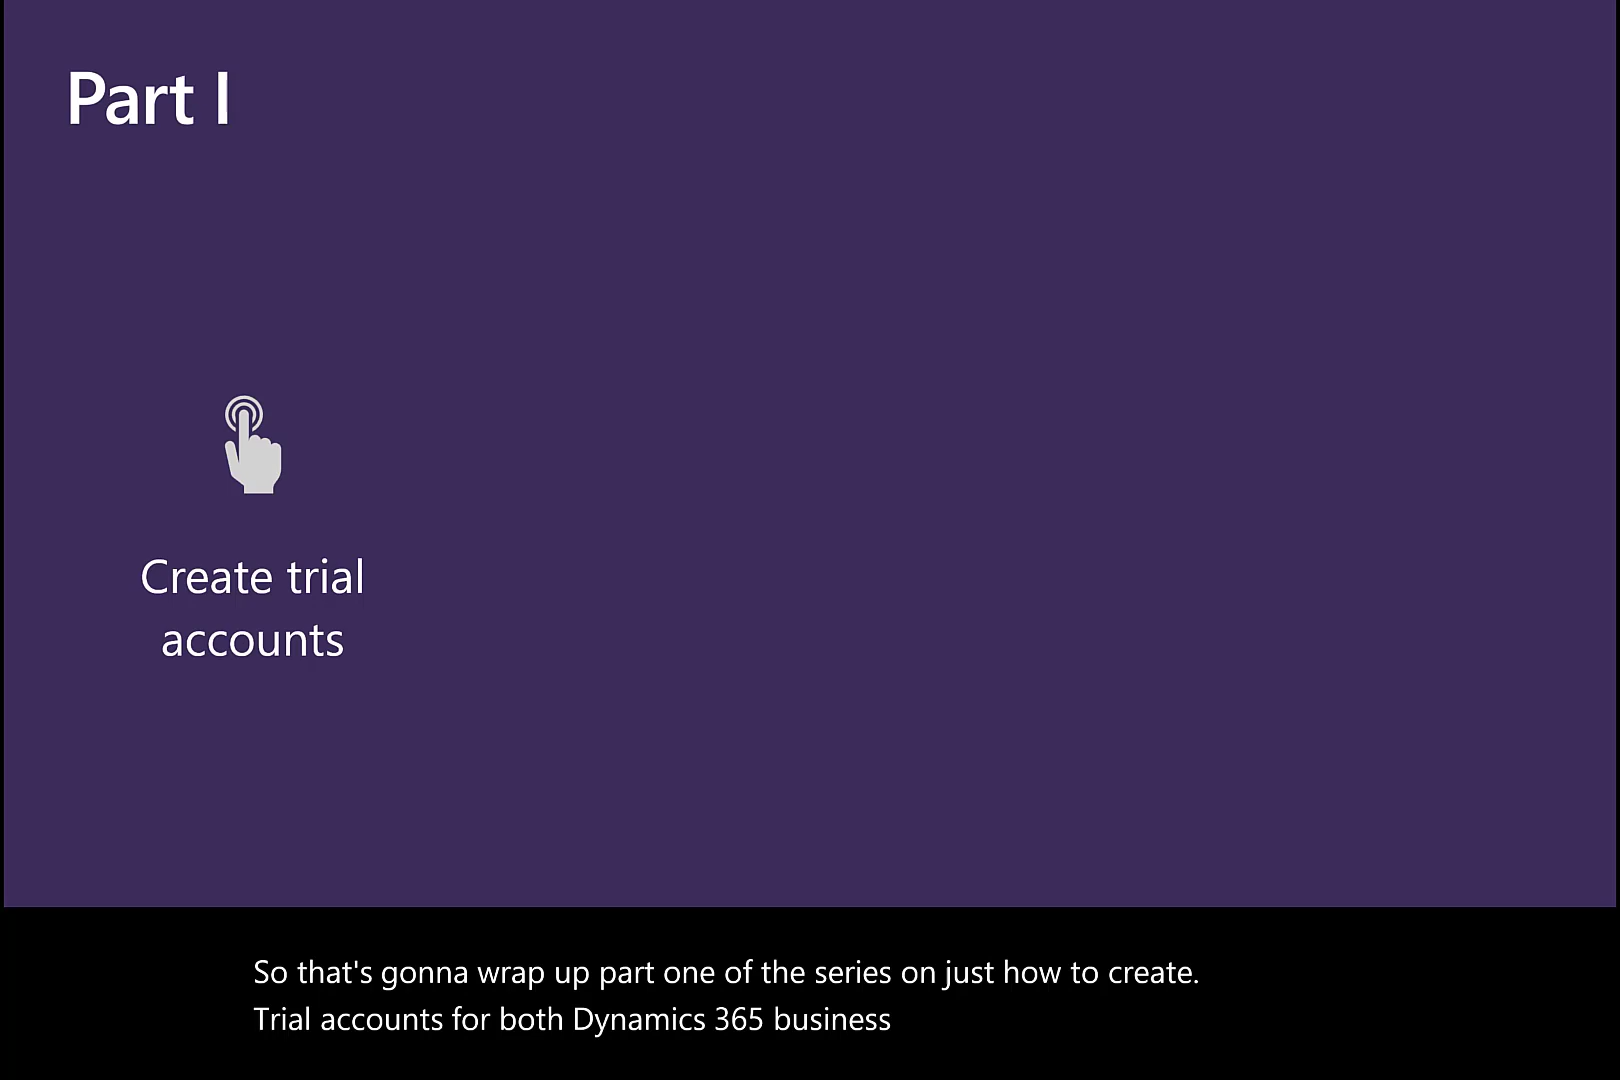 Part I
Create trial
accounts
So that's gonna wrap up part one of the series on just how to create.
Trial accounts for both Dynamics 365 business